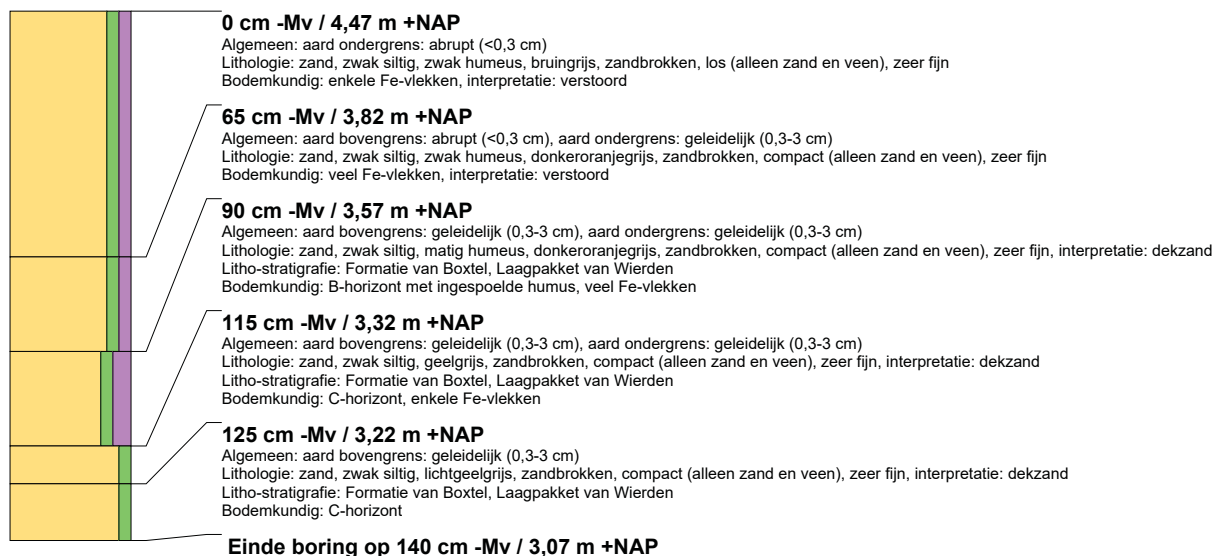 0 cm -Mv / 4,47 m +NAP
Algemeen: aard ondergrens: abrupt (<0,3 cm)
Lithologie: zand, zwak siltig, zwak humeus, bruingrijs, zandbrokken, los (alleen zand en veen), zeer fijn
Bodemkundig: enkele Fe-vlekken, interpretatie: verstoord
65 cm -Mv / 3,82 m +NAP
Algemeen: aard bovengrens: abrupt (<0,3 cm), aard ondergrens: geleidelijk (0,3-3 cm)
Lithologie: zand, zwak siltig, zwak humeus, donkeroranjegrijs, zandbrokken, compact (alleen zand en veen), zeer fijn
Bodemkundig: veel Fe-vlekken, interpretatie: verstoord
90 cm -Mv / 3,57 m +NAP
Algemeen: aard bovengrens: geleidelijk (0,3-3 cm), aard ondergrens: geleidelijk (0,3-3 cm)
Lithologie: zand, zwak siltig, matig humeus, donkeroranjegrijs, zandbrokken, compact (alleen zand en veen), zeer fijn, interpretatie: dekzand
Litho-stratigrafie: Formatie van Boxtel, Laagpakket van Wierden
Bodemkundig: B-horizont met ingespoelde humus, veel Fe-vlekken
115 cm -Mv / 3,32 m +NAP
Algemeen: aard bovengrens: geleidelijk (0,3-3 cm), aard ondergrens: geleidelijk (0,3-3 cm)
Lithologie: zand, zwak siltig, geelgrijs, zandbrokken, compact (alleen zand en veen), zeer fijn, interpretatie: dekzand
Litho-stratigrafie: Formatie van Boxtel, Laagpakket van Wierden
Bodemkundig: C-horizont, enkele Fe-vlekken
125 cm -Mv / 3,22 m +NAP
Algemeen: aard bovengrens: geleidelijk (0,3-3 cm)
Lithologie: zand, zwak siltig, lichtgeelgrijs, zandbrokken, compact (alleen zand en veen), zeer fijn, interpretatie: dekzand
Litho-stratigrafie: Formatie van Boxtel, Laagpakket van Wierden
Bodemkundig: C-horizont
Einde boring op 140 cm -Mv / 3,07 m +NAP